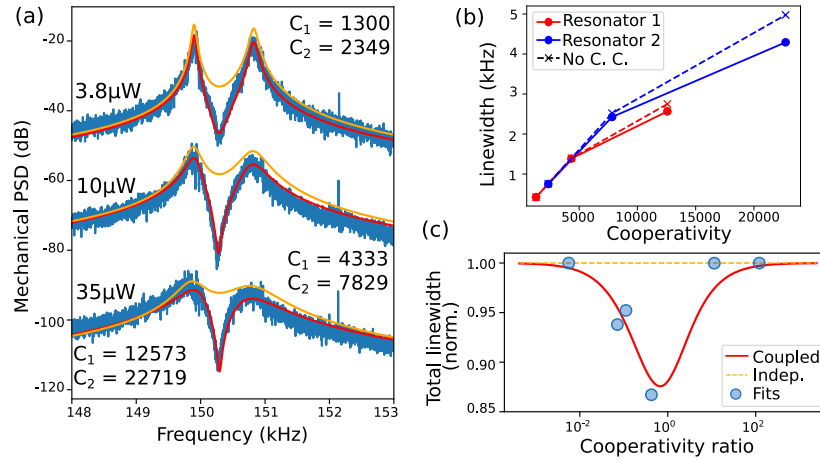 (a)
C₁ = 1300
C₂ = 2349
3.8μW
10μW
C₁ = 4333
C₂ = 7829
35μW
C₁ = 12573
C₂ = 22719
-20
-40
-60
-80
-100
-120
Mechanical PSD (dB)
148 149 150 151 152 153
Frequency (kHz)
(b)
Resonator 1
Resonator 2
No C. C.
5
4
3
2
1
Linewidth (kHz)
5000 10000 15000 20000
Cooperativity
(c)
1.00
0.95
0.90
0.85
Total linewidth
(norm.)
Coupled
Indep.
Fits
10⁻² 10⁰ 10²
Cooperativity ratio